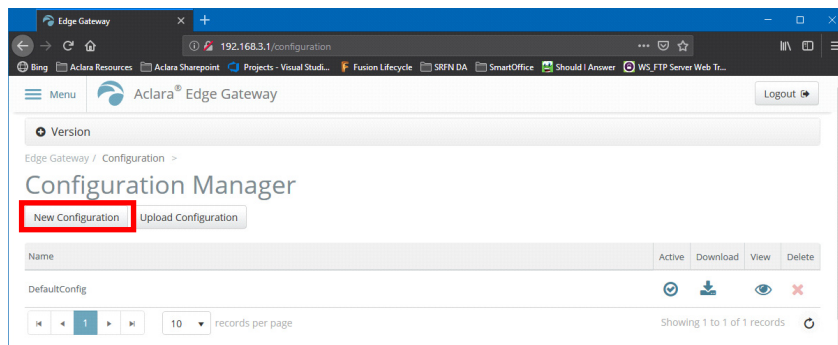 Edge Gateway
192.168.3.1/configuration
Bing Aclara Resources Aclara Sharepoint Projects - Visual Studi... Fusion Lifecycle SRFN DA SmartOffice Should I Answer WS_FTP Server Web Tr...
Menu Aclara® Edge Gateway Logout
Version
Edge Gateway / Configuration >
Configuration Manager
New Configuration Upload Configuration
Name Active Download View Delete
DefaultConfig
1 10 records per page Showing 1 to 1 of 1 records